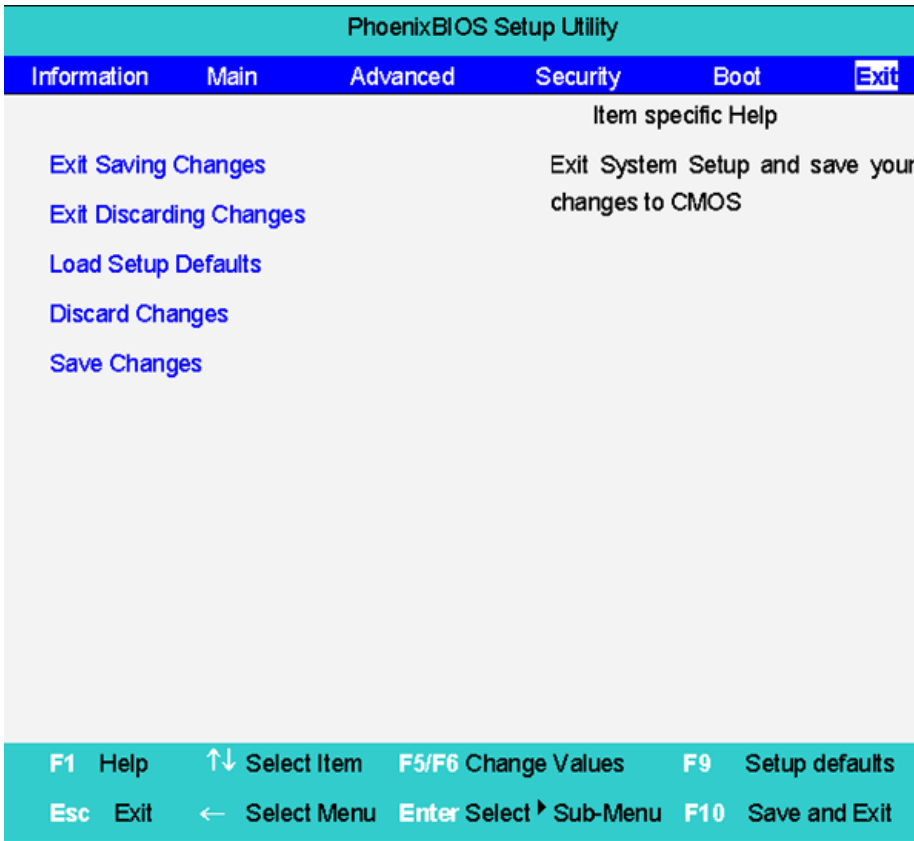 PhoenixBIOS Setup Utility
Information Main Advanced Security Boot Exit
Item specific Help
Exit Saving Changes
Exit System Setup and save your
changes to CMOS
Exit Discarding Changes
Load Setup Defaults
Discard Changes
Save Changes
F1 Help ↑↓ Select Item F5/F6 Change Values F9 Setup defaults
Esc Exit ← Select Menu Enter Select ▶ Sub-Menu F10 Save and Exit